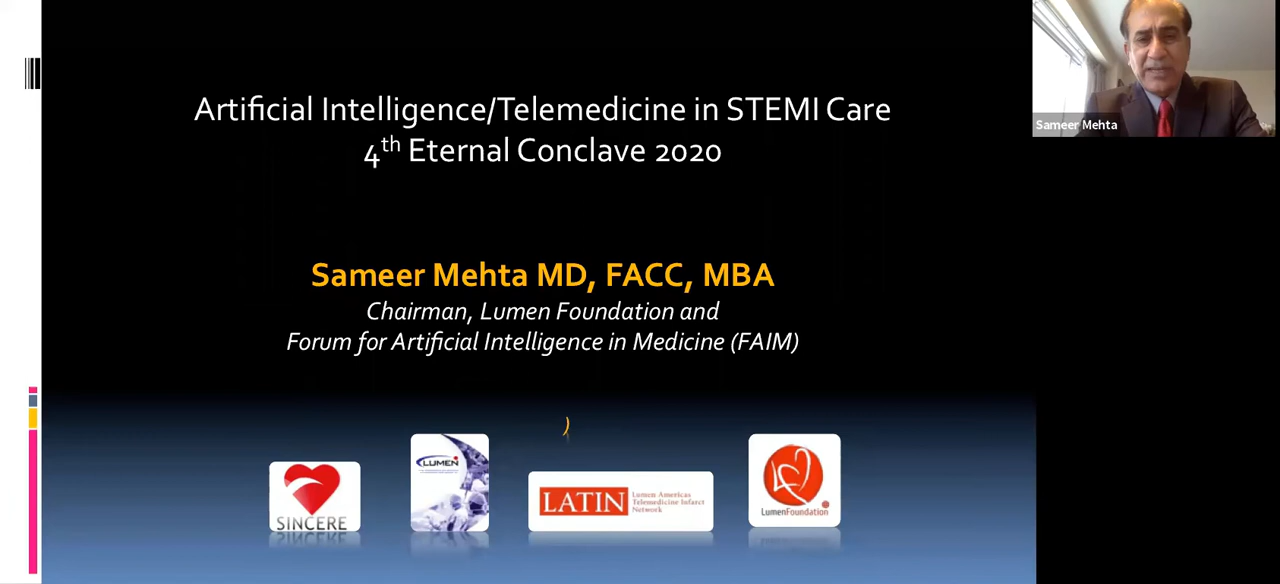 Artificial Intelligence/Telemedicine in STEMI Care
4th Eternal Conclave 2020
Sameer Mehta MD, FACC, MBA
Chairman, Lumen Foundation and
Forum for Artificial Intelligence in Medicine (FAIM)
)
SINCERE
LUMEN
LATIN
Lumen Americas
Telemedicine Infarct
Network
LumenFoundation
Sameer Mehta